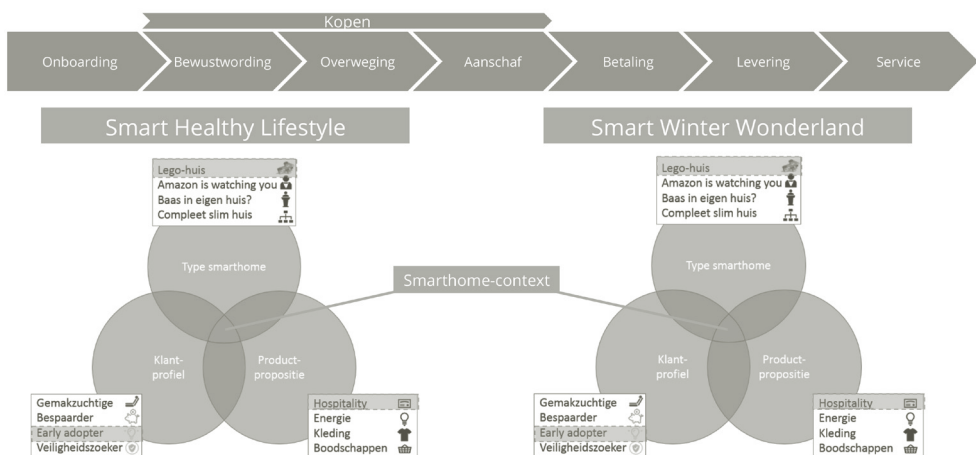 Kopen
Onboarding
Bewustwording
Overweging
Aanschaf
Betaling
Levering
Service
Smart Healthy Lifestyle
Lego-huis
Amazon is watching you
Baas in eigen huis?
Compleet slim huis
Type smarthome
Klant-
profiel
Product-
propositie
Gemakzuchtige
Bespaarder
Early adopter
Veiligheidszoeker
Hospitality
Energie
Kleding
Boodschappen
Smarthome-context
Smart Winter Wonderland
Lego-huis
Amazon is watching you
Baas in eigen huis?
Compleet slim huis
Type smarthome
Klant-
profiel
Product-
propositie
Gemakzuchtige
Bespaarder
Early adopter
Veiligheidszoeker
Hospitality
Energie
Kleding
Boodschappen